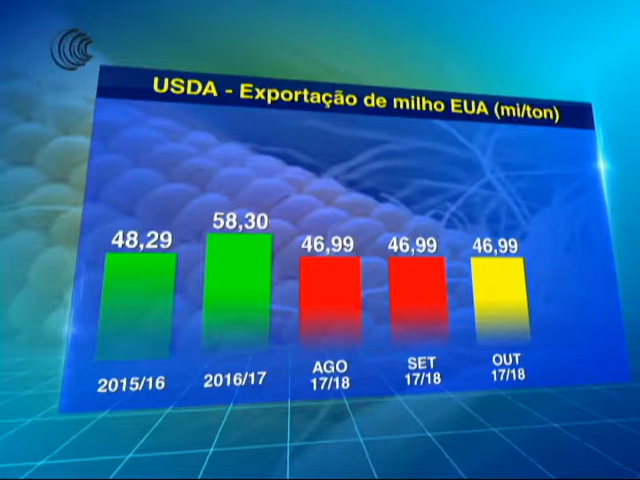 USDA - Exportação de milho EUA (mi/ton)
48,29
58,30
46,99
46,99
46,99
2015/16
2016/17
AGO
17/18
SET
17/18
OUT
17/18